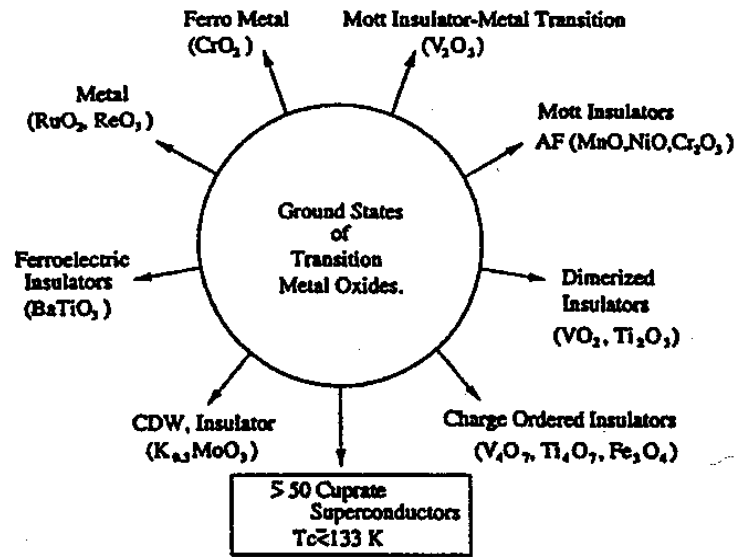 Ferro Metal
(CrO₂)
Mott Insulator-Metal Transition
(V₂O₃)
Metal
(RuO₂, ReO₃)
Mott Insulators
AF (MnO,NiO,Cr₂O₃)
Ground States
of
Transition
Metal Oxides.
Ferroelectric
Insulators
(BaTiO₃)
Dimerized
Insulators
(VO₂, Ti₂O₃)
CDW, Insulator
(K₀.₃MoO₃)
Charge Ordered Insulators
(V₄O₇, Ti₄O₇, Fe₃O₄)
≥ 50 Cuprate
Superconductors
Tc≤133 K